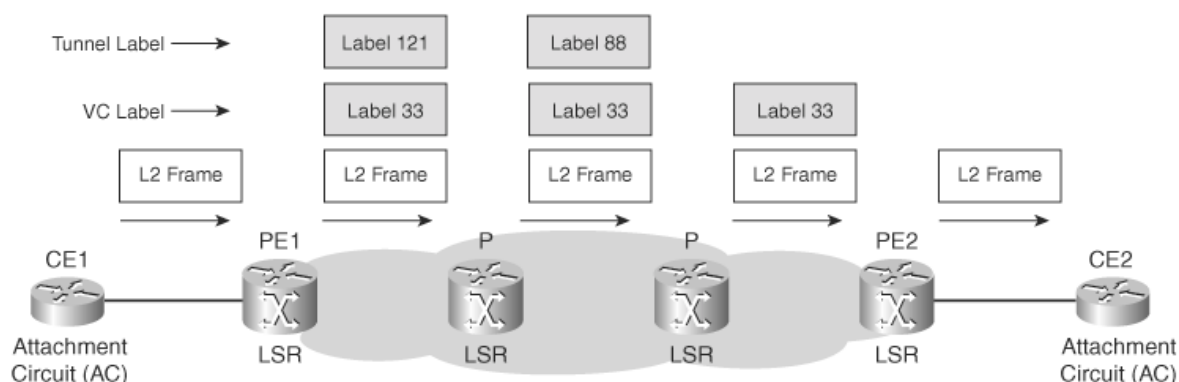 Tunnel Label
Label 121
Label 88
VC Label
Label 33
Label 33
Label 33
L2 Frame
L2 Frame
L2 Frame
L2 Frame
L2 Frame
CE1
PE1
P
P
PE2
CE2
Attachment
Circuit (AC)
LSR
LSR
LSR
LSR
Attachment
Circuit (AC)